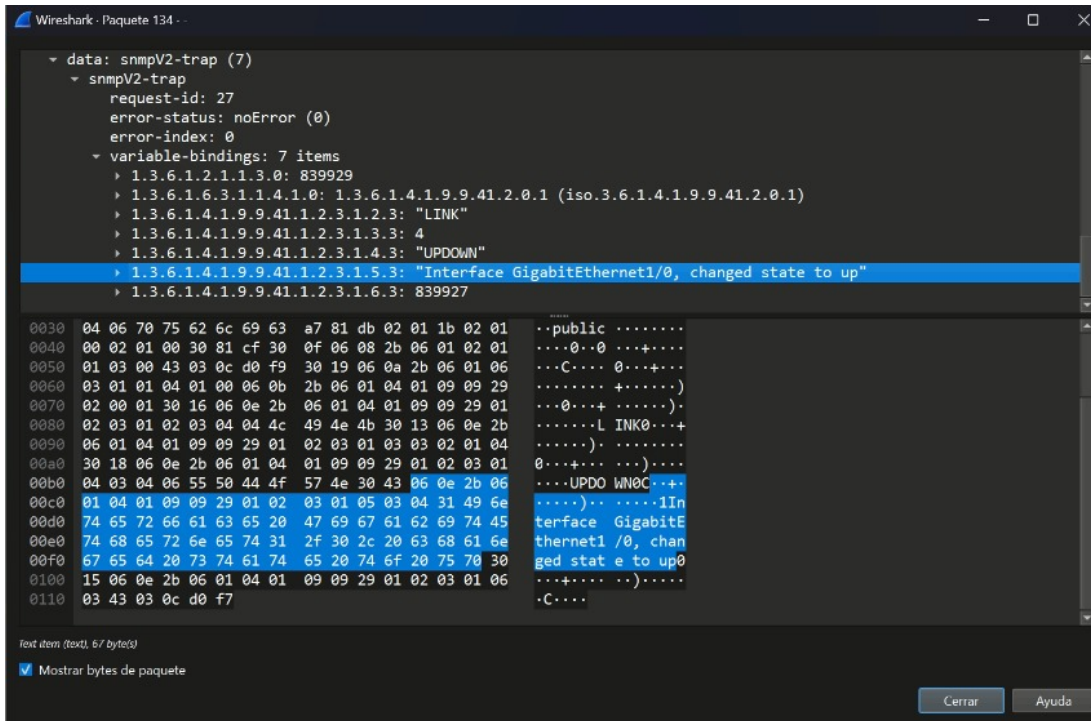 Wireshark · Paquete 134 · -
data: snmpV2-trap (7)
snmpV2-trap
request-id: 27
error-status: noError (0)
error-index: 0
variable-bindings: 7 items
1.3.6.1.2.1.1.3.0: 839929
1.3.6.1.6.3.1.1.4.1.0: 1.3.6.1.4.1.9.9.41.2.0.1 (iso.3.6.1.4.1.9.9.41.2.0.1)
1.3.6.1.4.1.9.9.41.1.2.3.1.2.3: "LINK"
1.3.6.1.4.1.9.9.41.1.2.3.1.3.3: 4
1.3.6.1.4.1.9.9.41.1.2.3.1.4.3: "UPDOWN"
1.3.6.1.4.1.9.9.41.1.2.3.1.5.3: "Interface GigabitEthernet1/0, changed state to up"
1.3.6.1.4.1.9.9.41.1.2.3.1.6.3: 839927
0030 04 06 70 75 62 6c 69 63 a7 81 db 02 01 1b 02 01 ··public ········
0040 00 02 01 00 30 81 cf 30 0f 06 08 2b 06 01 02 01 ····0··0 ···+····
0050 01 03 00 43 03 0c d0 f9 30 19 06 0a 2b 06 01 06 ···C···· 0···+···
0060 03 01 01 04 01 00 06 0b 2b 06 01 04 01 09 09 29 ········ +······)
0070 02 00 01 30 16 06 0e 2b 06 01 04 01 09 09 29 01 ···0···+ ······)·
0080 02 03 01 02 03 04 04 4c 49 4e 4b 30 13 06 0e 2b ·······L INK0···+
0090 06 01 04 01 09 09 29 01 02 03 01 03 03 02 01 04 ······)· ········
00a0 30 18 06 0e 2b 06 01 04 01 09 09 29 01 02 03 01 0···+··· ···)····
00b0 04 03 04 06 55 50 44 4f 57 4e 30 43 06 0e 2b 06 ····UPDO WN0C··+·
00c0 01 04 01 09 09 29 01 02 03 01 05 03 04 31 49 6e ·····)·· ·····1In
00d0 74 65 72 66 61 63 65 20 47 69 67 61 62 69 74 45 terface  GigabitE
00e0 74 68 65 72 6e 65 74 31 2f 30 2c 20 63 68 61 6e thernet1 /0, chan
00f0 67 65 64 20 73 74 61 74 65 20 74 6f 20 75 70 30 ged stat e to up0
0100 15 06 0e 2b 06 01 04 01 09 09 29 01 02 03 01 06 ···+···· ··)·····
0110 03 43 03 0c d0 f7 ·C····
Text item (text), 67 byte(s)
Mostrar bytes de paquete
Cerrar Ayuda